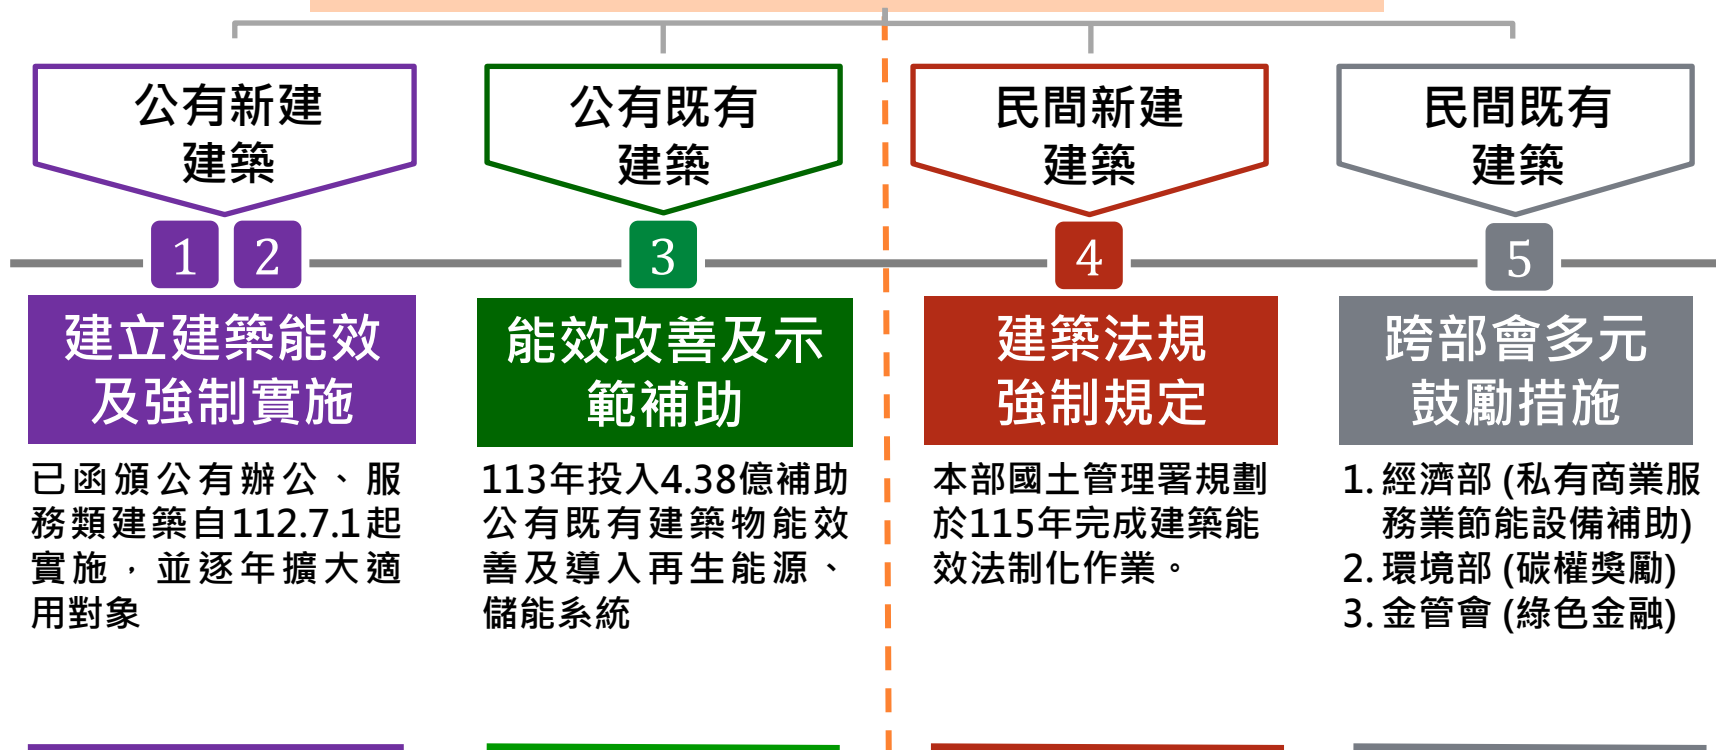 公有新建
建築
公有既有
建築
民間新建
建築
民間既有
建築
1
2
3
4
5
建立建築能效
及強制實施
能效改善及示
範補助
建築法規
強制規定
跨部會多元
鼓勵措施
已函頒公有辦公、服
務類建築自112.7.1起
實施，並逐年擴大適
用對象
113年投入4.38億補助
公有既有建築物能效
善及導入再生能源、
儲能系統
本部國土管理署規劃
於115年完成建築能
效法制化作業。
1. 經濟部 (私有商業服
務業節能設備補助)
2. 環境部 (碳權獎勵)
3. 金管會 (綠色金融)